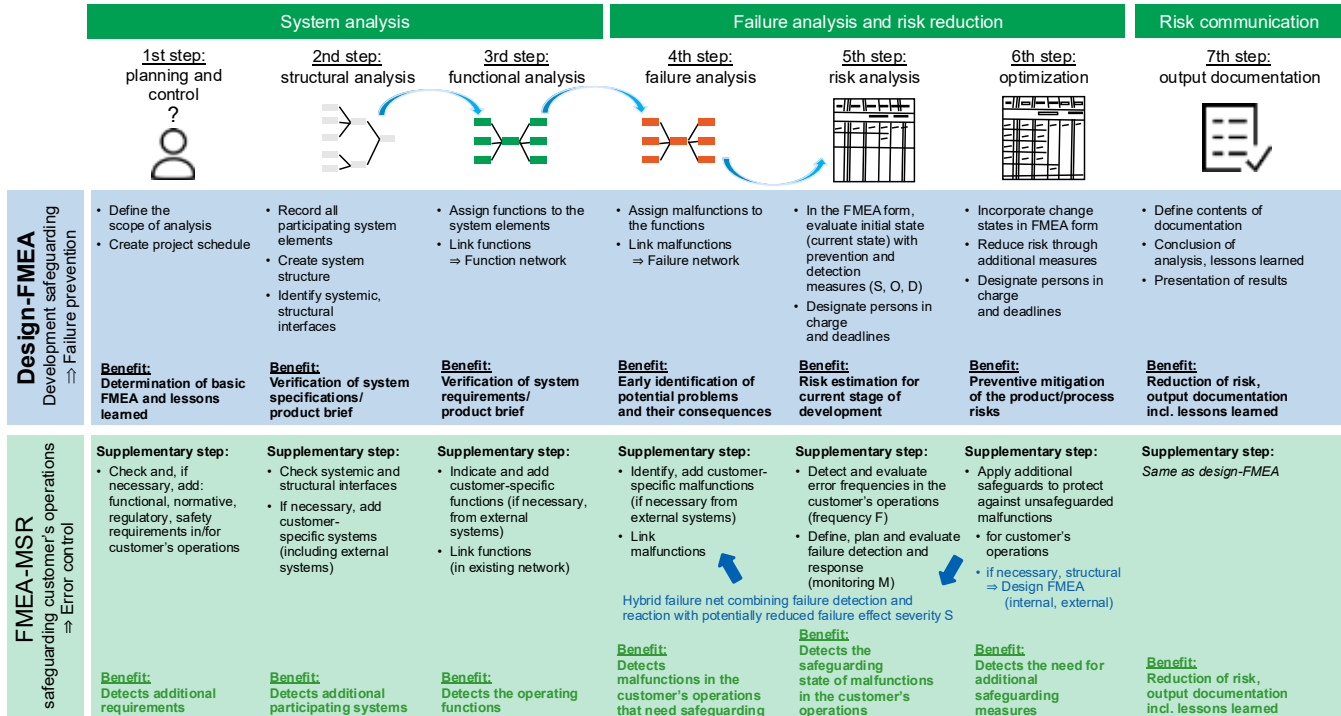 System analysis
Failure analysis and risk reduction
Risk communication
1st step:
planning and
control
?
2nd step:
structural analysis
3rd step:
functional analysis
4th step:
failure analysis
5th step:
risk analysis
6th step:
optimization
7th step:
output documentation
Design-FMEA
Development safeguarding
⇒ Failure prevention
• Define the
scope of analysis
• Create project schedule
Benefit:
Determination of basic
FMEA and lessons
learned
• Record all
participating system
elements
• Create system
structure
• Identify systemic,
structural
interfaces
Benefit:
Verification of system
specifications/
product brief
• Assign functions to the
system elements
• Link functions
⇒ Function network
Benefit:
Verification of system
requirements/
product brief
• Assign malfunctions to
the functions
• Link malfunctions
⇒ Failure network
Benefit:
Early identification of
potential problems
and their consequences
• In the FMEA form,
evaluate initial state
(current state) with
prevention and
detection
measures (S, O, D)
• Designate persons in
charge
and deadlines
Benefit:
Risk estimation for
current stage of
development
• Incorporate change
states in FMEA form
• Reduce risk through
additional measures
• Designate persons in
charge
and deadlines
Benefit:
Preventive mitigation
of the product/process
risks
• Define contents of
documentation
• Conclusion of
analysis, lessons learned
• Presentation of results
Benefit:
Reduction of risk,
output documentation
incl. lessons learned
FMEA-MSR
safeguarding customer's operations
⇒ Error control
Supplementary step:
• Check and, if
necessary, add:
functional, normative,
regulatory, safety
requirements in/for
customer's operations
Benefit:
Detects additional
requirements
Supplementary step:
• Check systemic and
structural interfaces
• If necessary, add
customer-
specific systems
(including external
systems)
Benefit:
Detects additional
participating systems
Supplementary step:
• Indicate and add
customer-specific
functions (if necessary,
from external
systems)
• Link functions
(in existing network)
Benefit:
Detects the operating
functions
Supplementary step:
• Identify, add customer-
specific malfunctions
(if necessary from
external systems)
• Link
malfunctions
Supplementary step:
• Detect and evaluate
error frequencies in the
customer's operations
(frequency F)
• Define, plan and evaluate
failure detection and
response
(monitoring M)
Hybrid failure net combining failure detection and
reaction with potentially reduced failure effect severity S
Benefit:
Detects
malfunctions in the
customer's operations
that need safeguarding
Benefit:
Detects the
safeguarding
state of malfunctions
in the customer's
operations
Supplementary step:
• Apply additional
safeguards to protect
against unsafeguarded
malfunctions
• for customer's
operations
• if necessary, structural
⇒ Design FMEA
(internal, external)
Benefit:
Detects the need for
additional
safeguarding
measures
Supplementary step:
Same as design-FMEA
Benefit:
Reduction of risk,
output documentation
incl. lessons learned